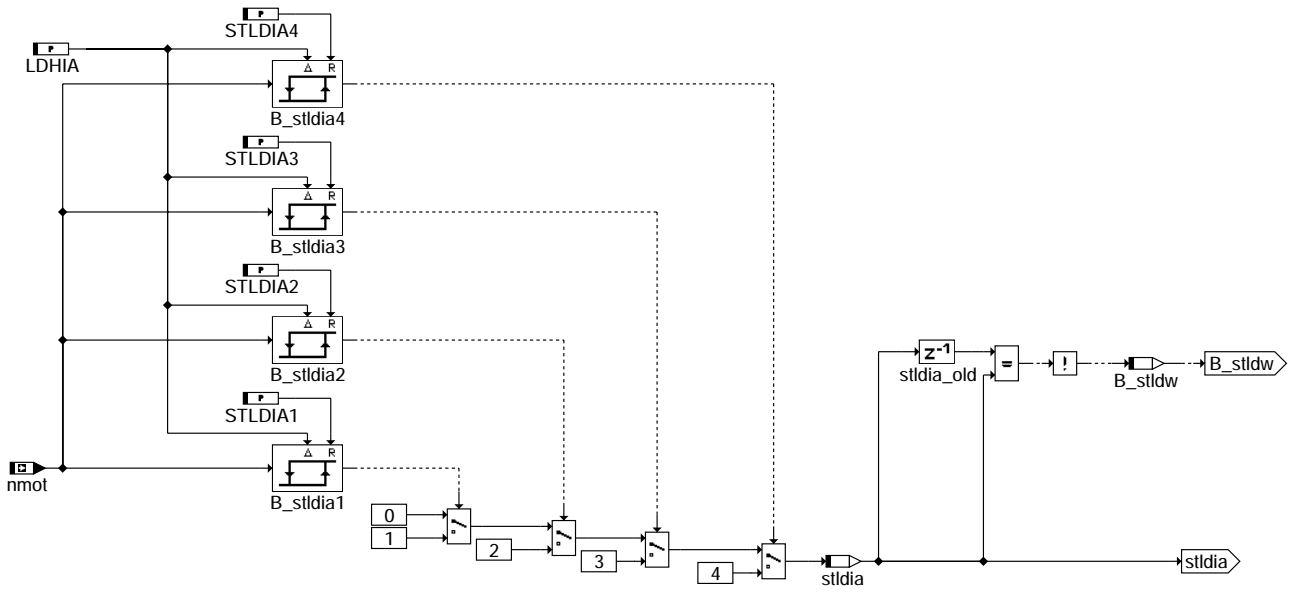 P
STLDIA4
P
LDHIA
Δ R
B_stldia4
P
STLDIA3
Δ R
B_stldia3
P
STLDIA2
Δ R
B_stldia2
P
STLDIA1
Δ R
B_stldia1
nmot
0
1
2
3
4
stldia
z-1
stldia_old
=
!
B_stldw
B_stldw
stldia